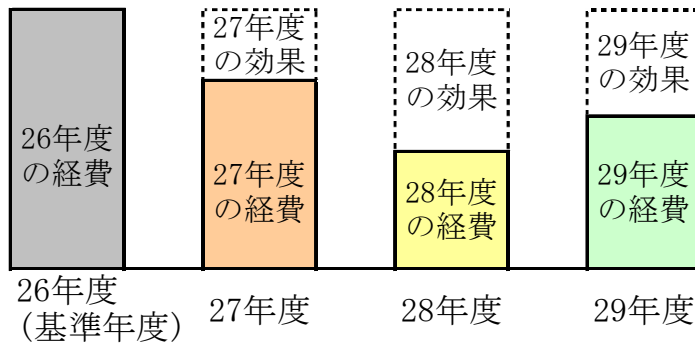 26年度
の経費
27年度
の効果
27年度
の経費
28年度
の効果
28年度
の経費
29年度
の効果
29年度
の経費
26年度
(基準年度)
27年度
28年度
29年度